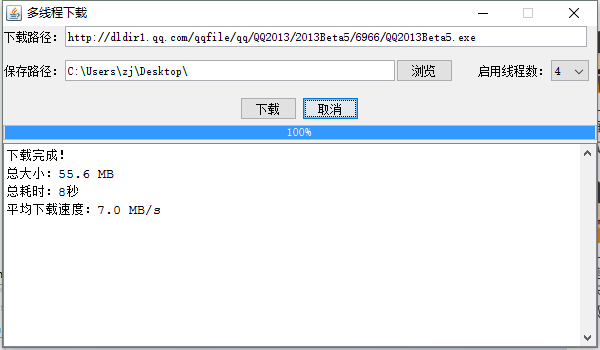 多线程下载
下载路径: http://dldir1.qq.com/qqfile/qq/QQ2013/2013Beta5/6966/QQ2013Beta5.exe
保存路径: C:\Users\zj\Desktop\ 浏览 启用线程数: 4
下载 取消
100%
下载完成!
总大小: 55.6 MB
总耗时: 8秒
平均下载速度: 7.0 MB/s